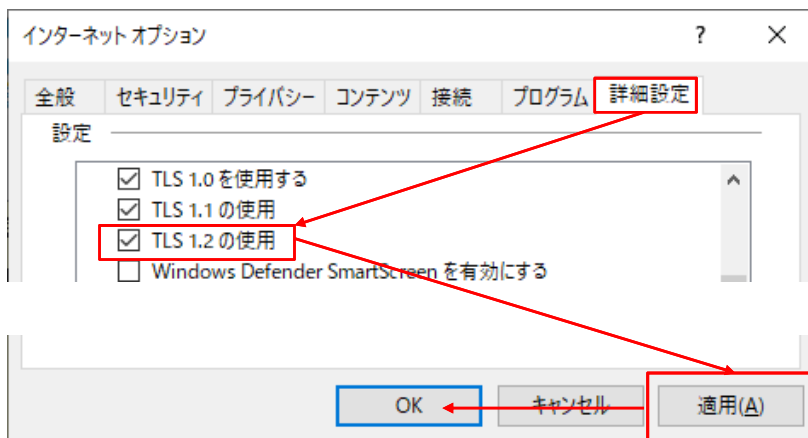 インターネット オプション ? ×
全般 セキュリティ プライバシー コンテンツ 接続 プログラム 詳細設定
設定
TLS 1.0 を使用する
TLS 1.1 の使用
TLS 1.2 の使用
Windows Defender SmartScreen を有効にする
OK キャンセル 適用(A)